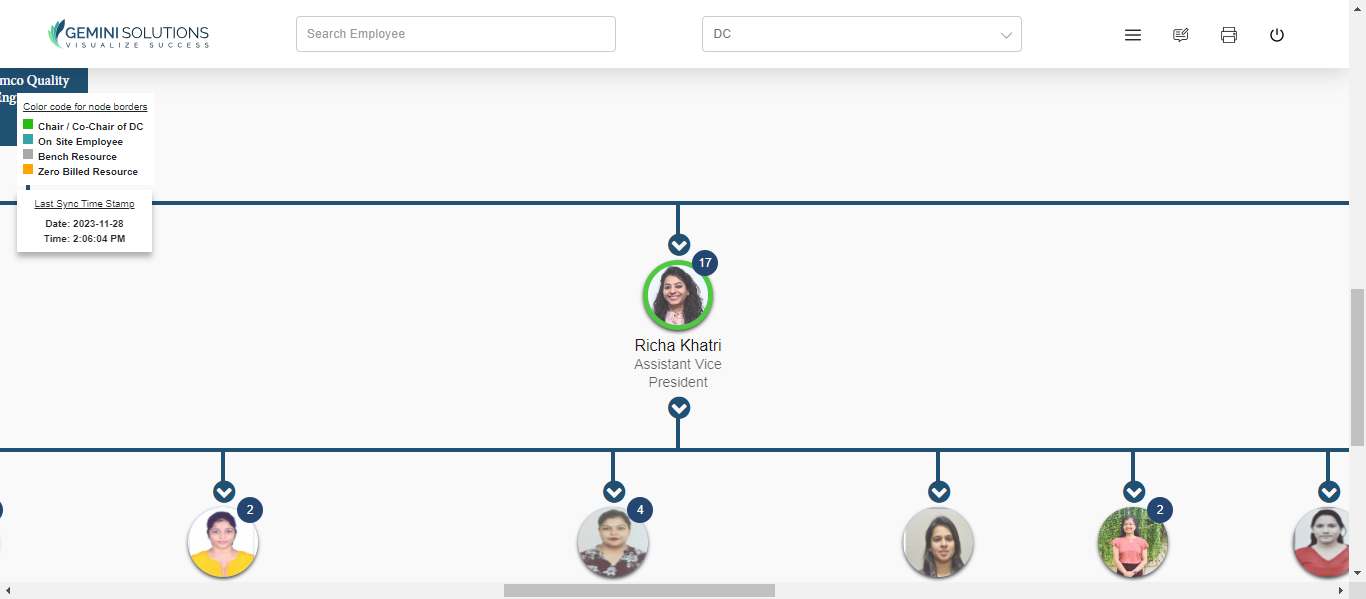 GEMINI SOLUTIONS
VISUALIZE SUCCESS
Search Employee
DC
mco Quality
Eng
Color code for node borders
Chair / Co-Chair of DC
On Site Employee
Bench Resource
Zero Billed Resource
Last Sync Time Stamp
Date: 2023-11-28
Time: 2:06:04 PM
17
Richa Khatri
Assistant Vice
President
2
4
2